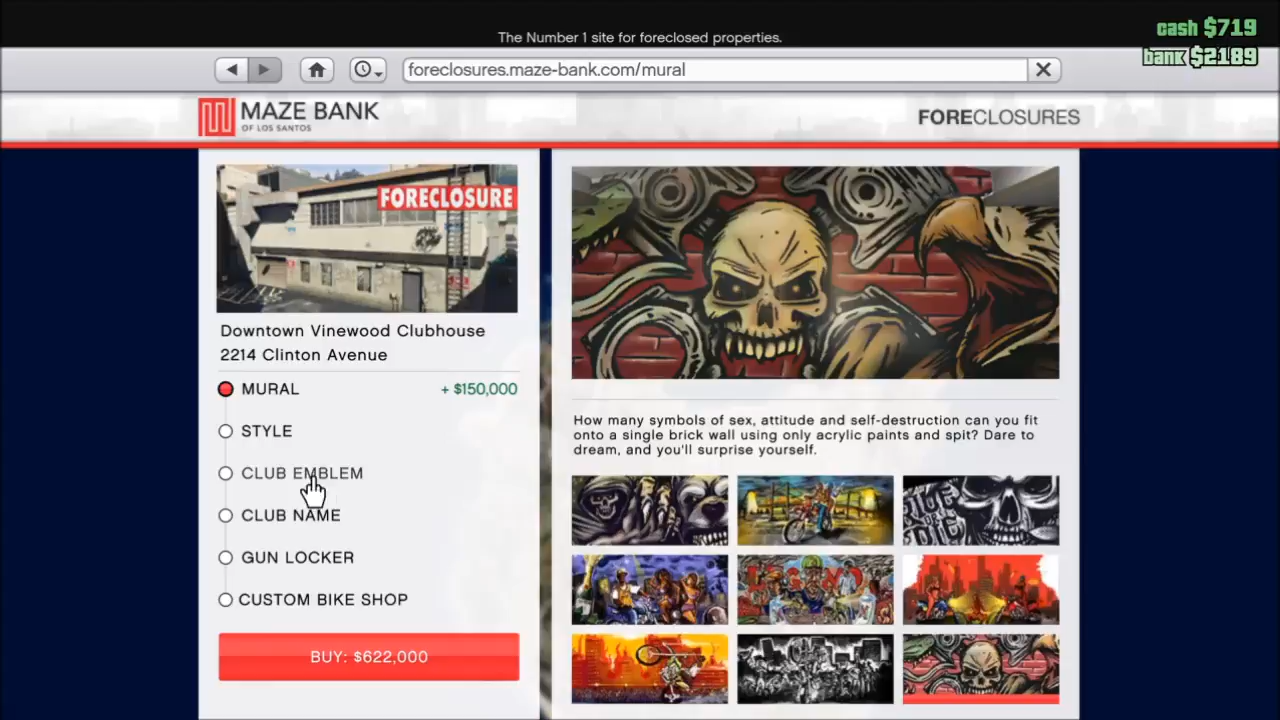 The Number 1 site for foreclosed properties.
cash $719
bank $2189
foreclosures.maze-bank.com/mural
MAZE BANK
OF LOS SANTOS
FORECLOSURES
FORECLOSURE
Downtown Vinewood Clubhouse
2214 Clinton Avenue
MURAL + $150,000
STYLE
CLUB EMBLEM
CLUB NAME
GUN LOCKER
CUSTOM BIKE SHOP
BUY: $622,000
How many symbols of sex, attitude and self-destruction can you fit
onto a single brick wall using only acrylic paints and spit? Dare to
dream, and you'll surprise yourself.
RIDE
OR
DIE